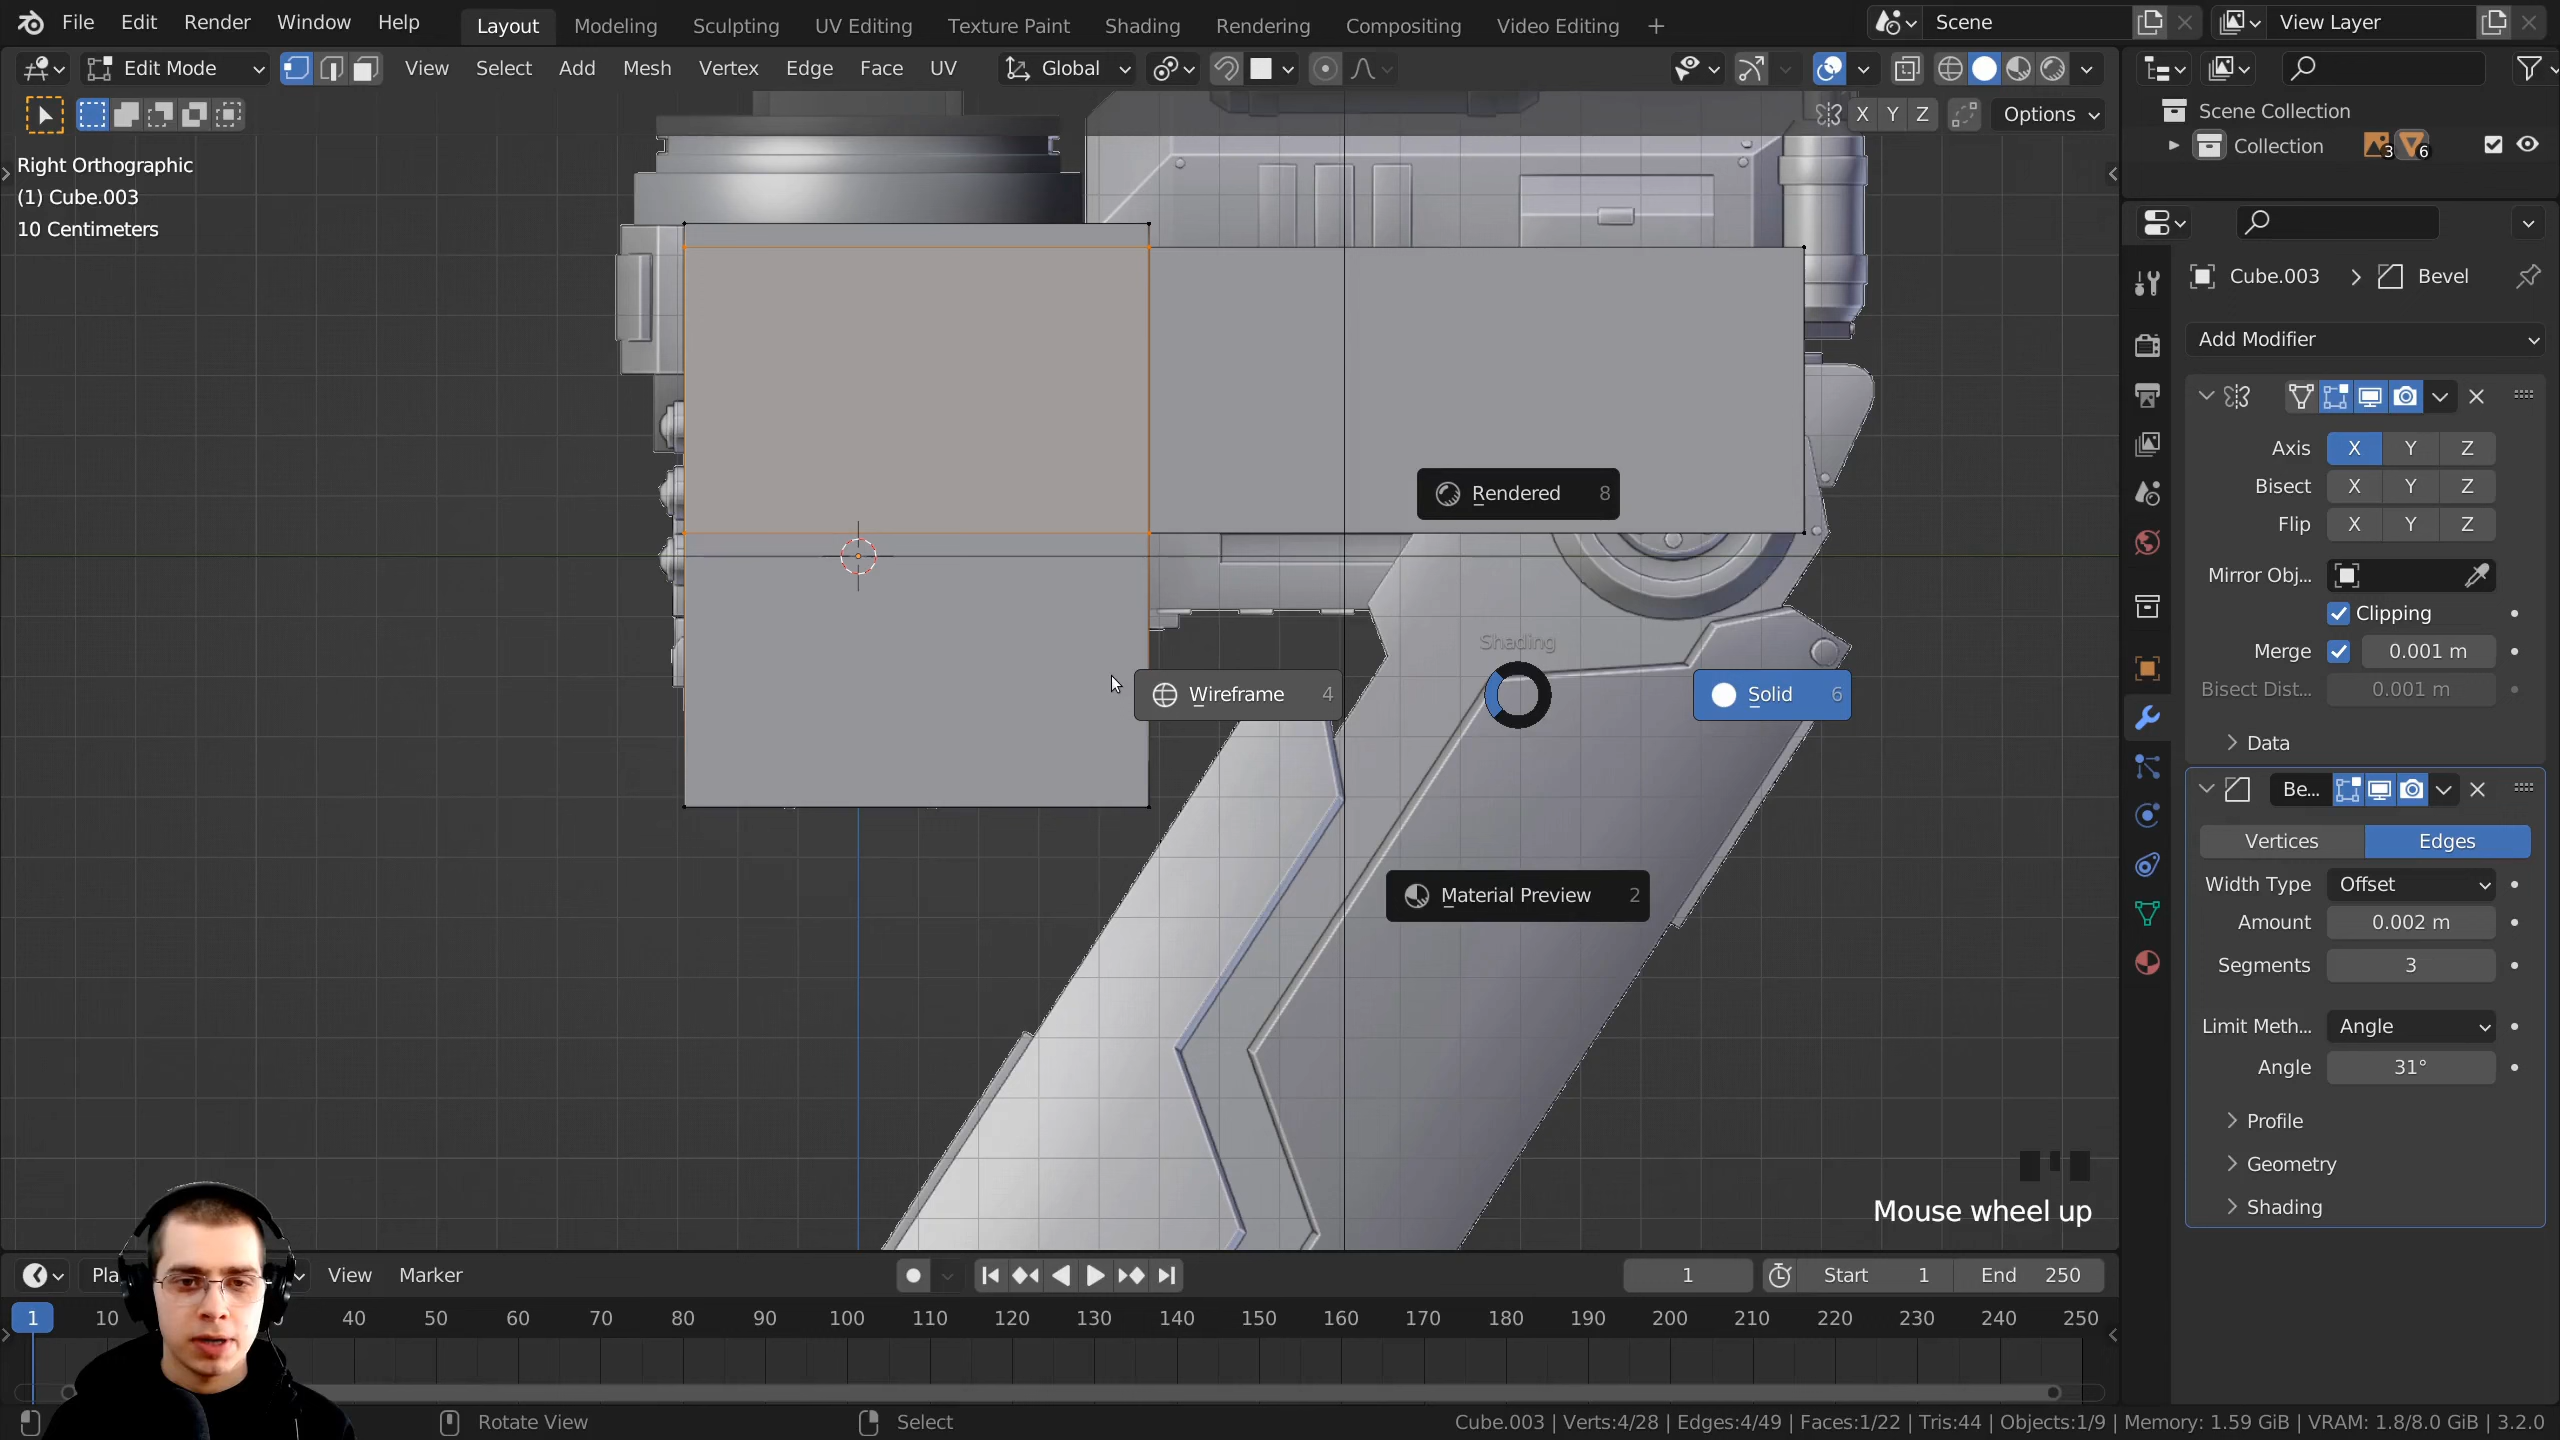 File Edit Render Window Help Layout Modeling Sculpting UV Editing Texture Paint Shading Rendering Compositing Video Editing + Scene View Layer
Edit Mode View Select Add Mesh Vertex Edge Face UV Global
X Y Z Options
Right Orthographic
(1) Cube.003
10 Centimeters
Rendered 8
Shading
Wireframe 4
Solid 6
Material Preview 2
Mouse wheel up
Scene Collection
Collection 3 6
Cube.003 > Bevel
Add Modifier
Axis X Y Z
Bisect X Y Z
Flip X Y Z
Mirror Obj...
Clipping
Merge 0.001 m
Bisect Dist... 0.001 m
Data
Be...
Vertices Edges
Width Type Offset
Amount 0.002 m
Segments 3
Limit Meth... Angle
Angle 31°
Profile
Geometry
Shading
Pla View Marker 1 Start 1 End 250
1 10 40 50 60 70 80 90 100 110 120 130 140 150 160 170 180 190 200 210 220 230 240 250
Rotate View Select Cube.003 | Verts:4/28 | Edges:4/49 | Faces:1/22 | Tris:44 | Objects:1/9 | Memory: 1.59 GiB | VRAM: 1.8/8.0 GiB | 3.2.0